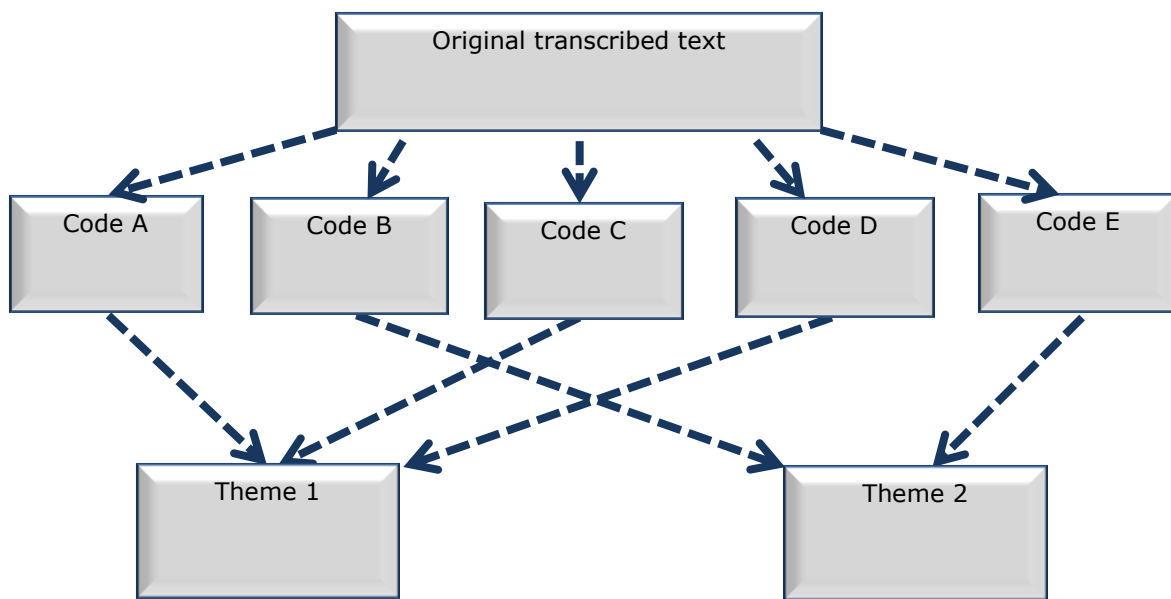 Original transcribed text
Code A
Code B
Code C
Code D
Code E
Theme 1
Theme 2